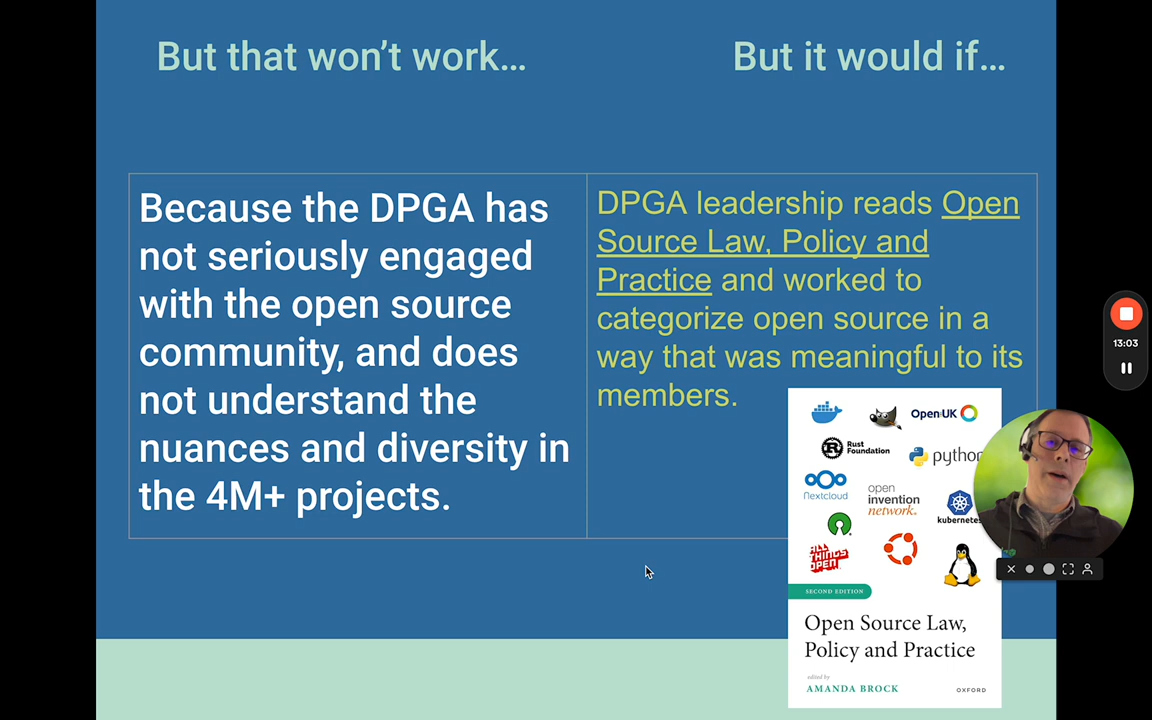 But that won’t work…
But it would if…
Because the DPGA has
not seriously engaged
with the open source
community, and does
not understand the
nuances and diversity in
the 4M+ projects.
DPGA leadership reads Open
Source Law, Policy and
Practice and worked to
categorize open source in a
way that was meaningful to its
members.
OpenUK
Rust
Foundation
python
nextcloud
open
invention
network.
kubernetes
ALL
THINGS
OPEN
SECOND EDITION
Open Source Law,
Policy and Practice
edited by
AMANDA BROCK
OXFORD
13:03